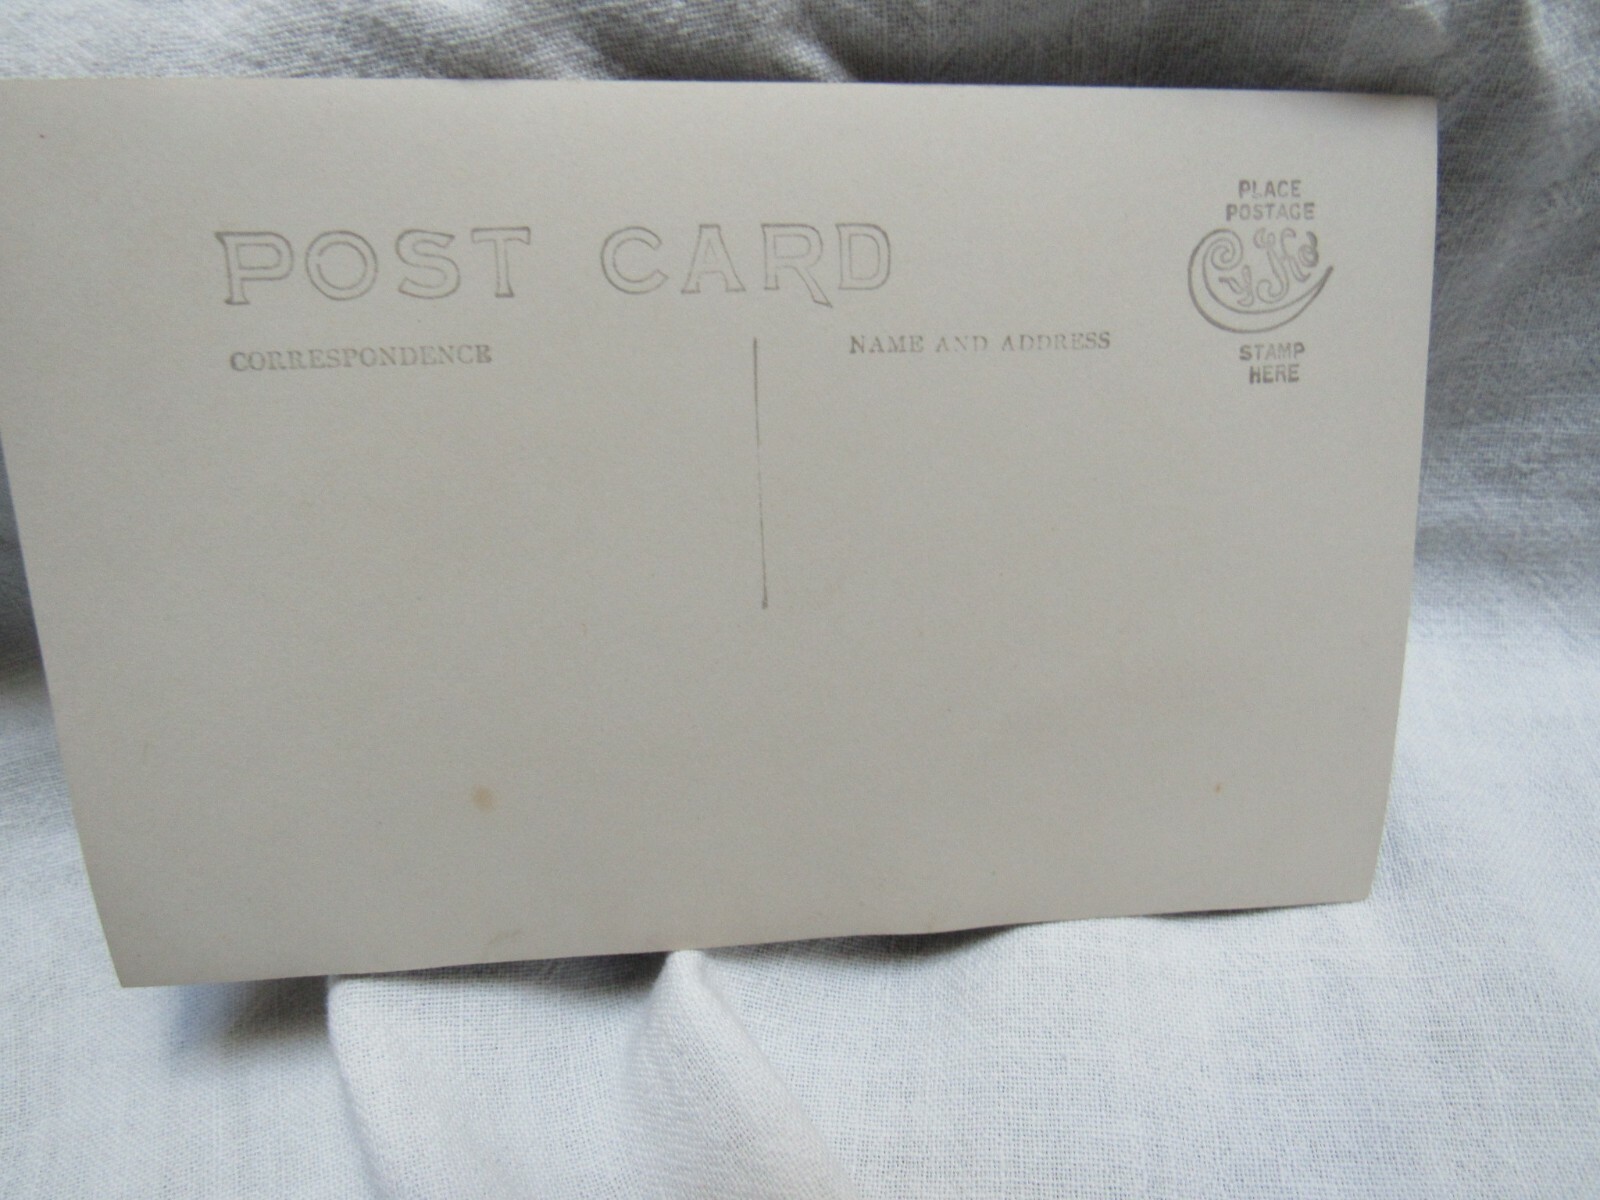 POST CARD
CORRESPONDENCE
NAME AND ADDRESS
PLACE
POSTAGE
STAMP
HERE